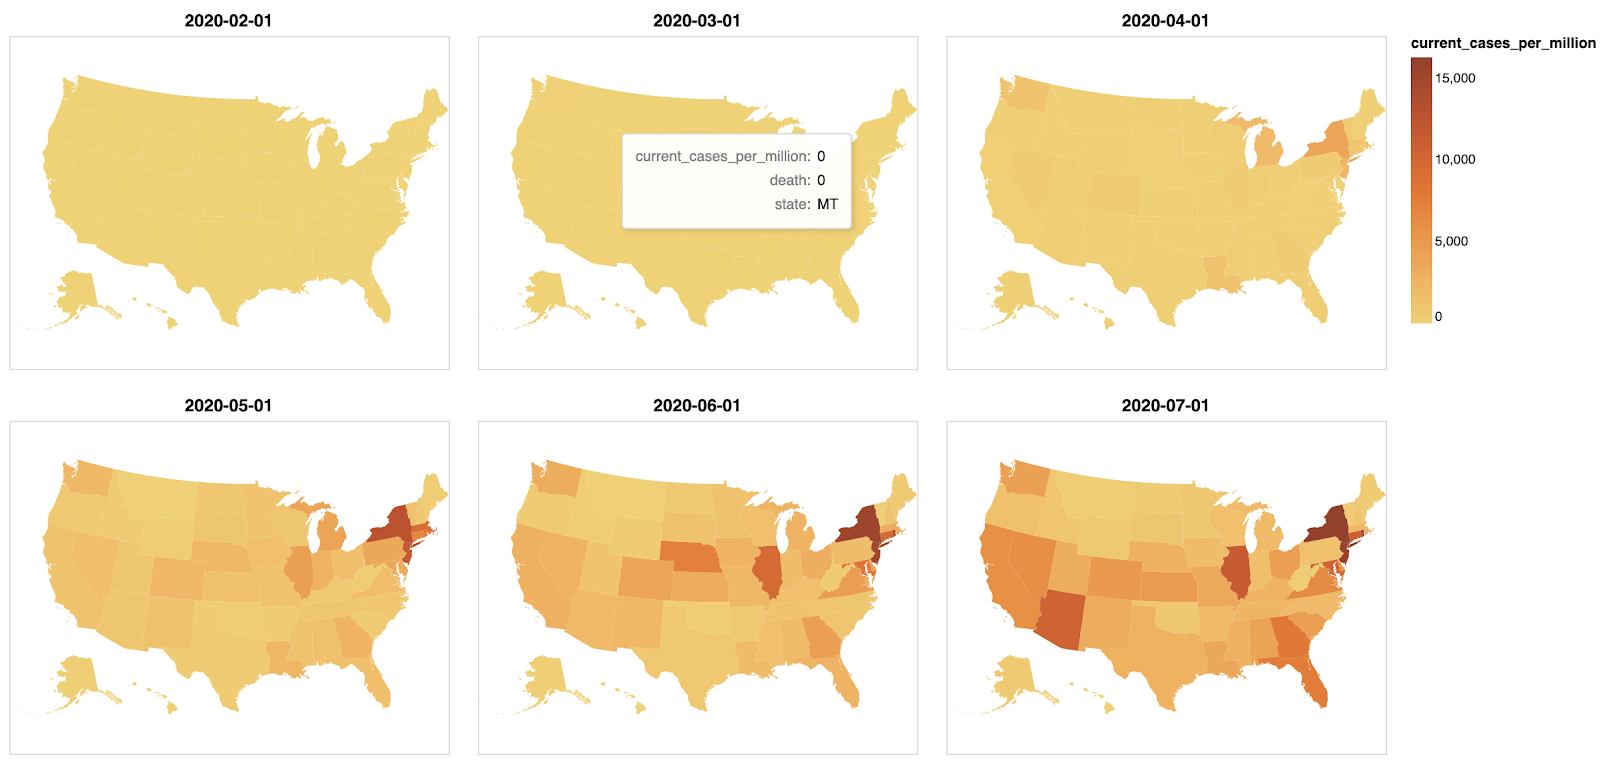 2020-02-01
2020-03-01
2020-04-01
current_cases_per_million
15,000
10,000
5,000
0
current_cases_per_million: 0
death: 0
state: MT
2020-05-01
2020-06-01
2020-07-01